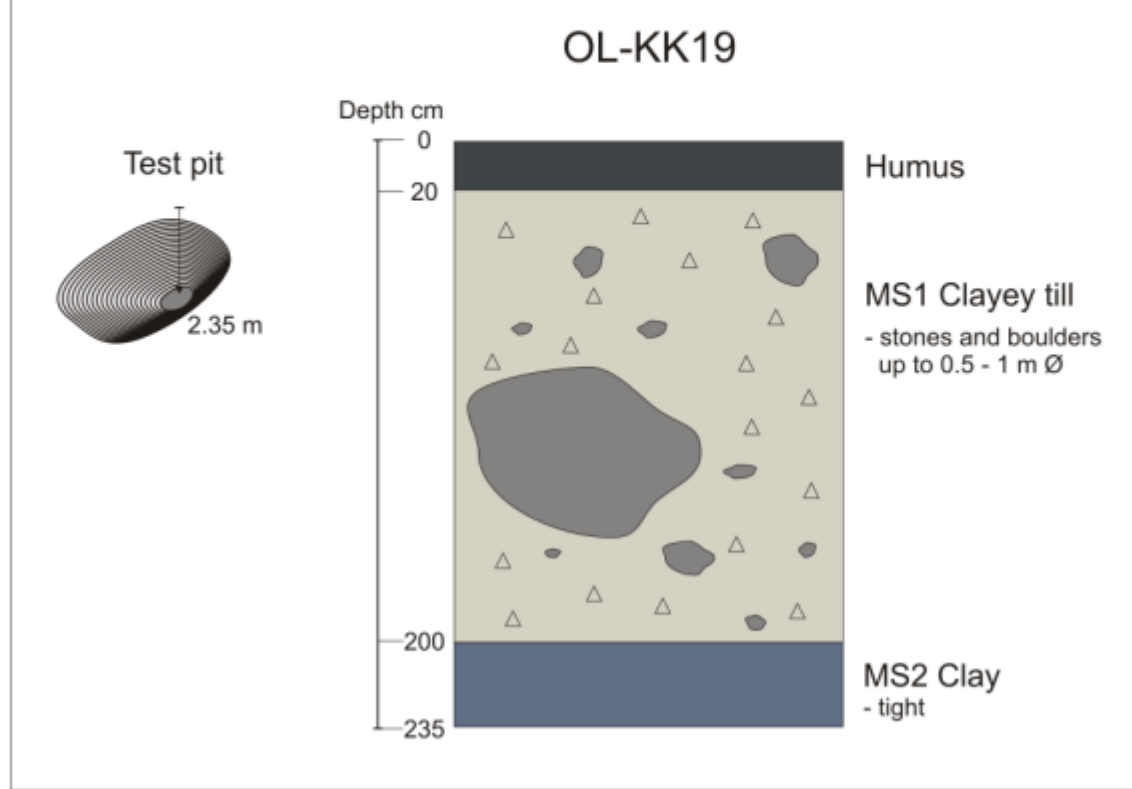 OL-KK19
Depth cm
0
Test pit
Humus
20
MS1 Clayey till
- stones and boulders
up to 0.5 - 1 m Ø
2.35 m
200
MS2 Clay
- tight
235